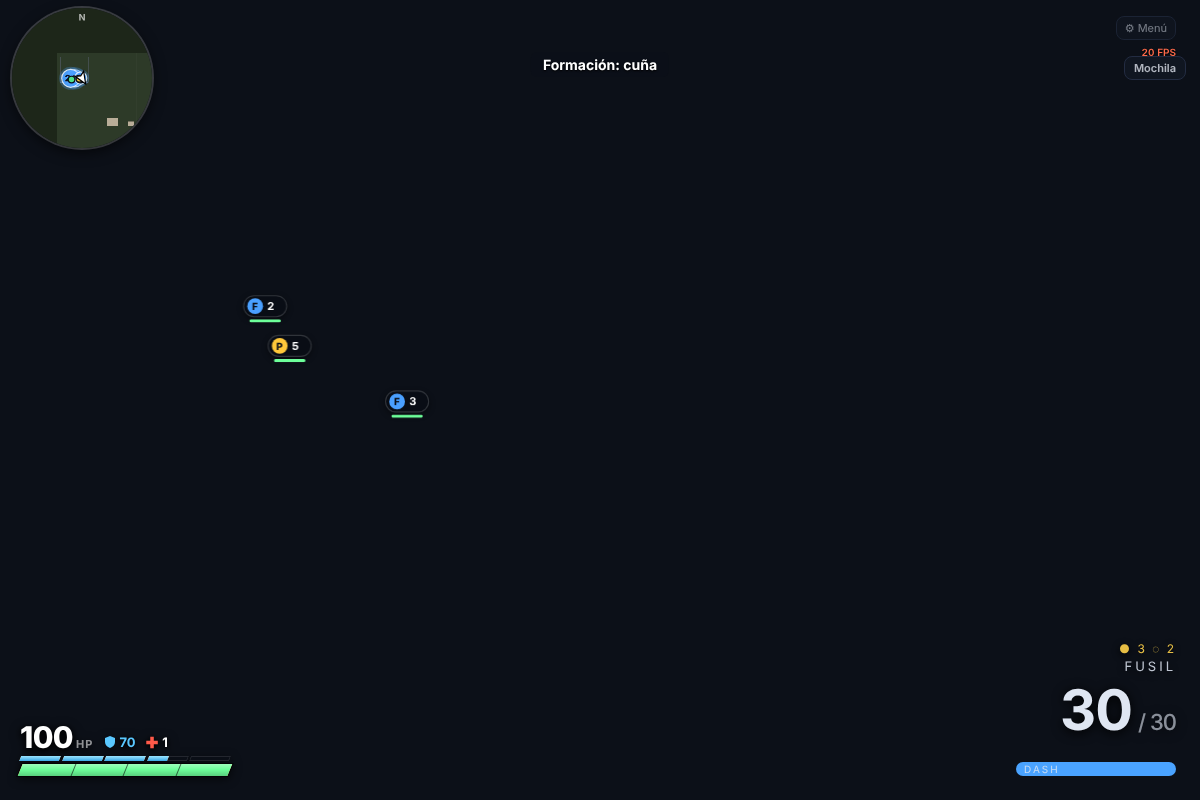 N
⚙ Menú
20 FPS
Mochila
Formación: cuña
F 2
P 5
F 3
3 2
FUSIL
30 / 30
100 HP 70 1
DASH